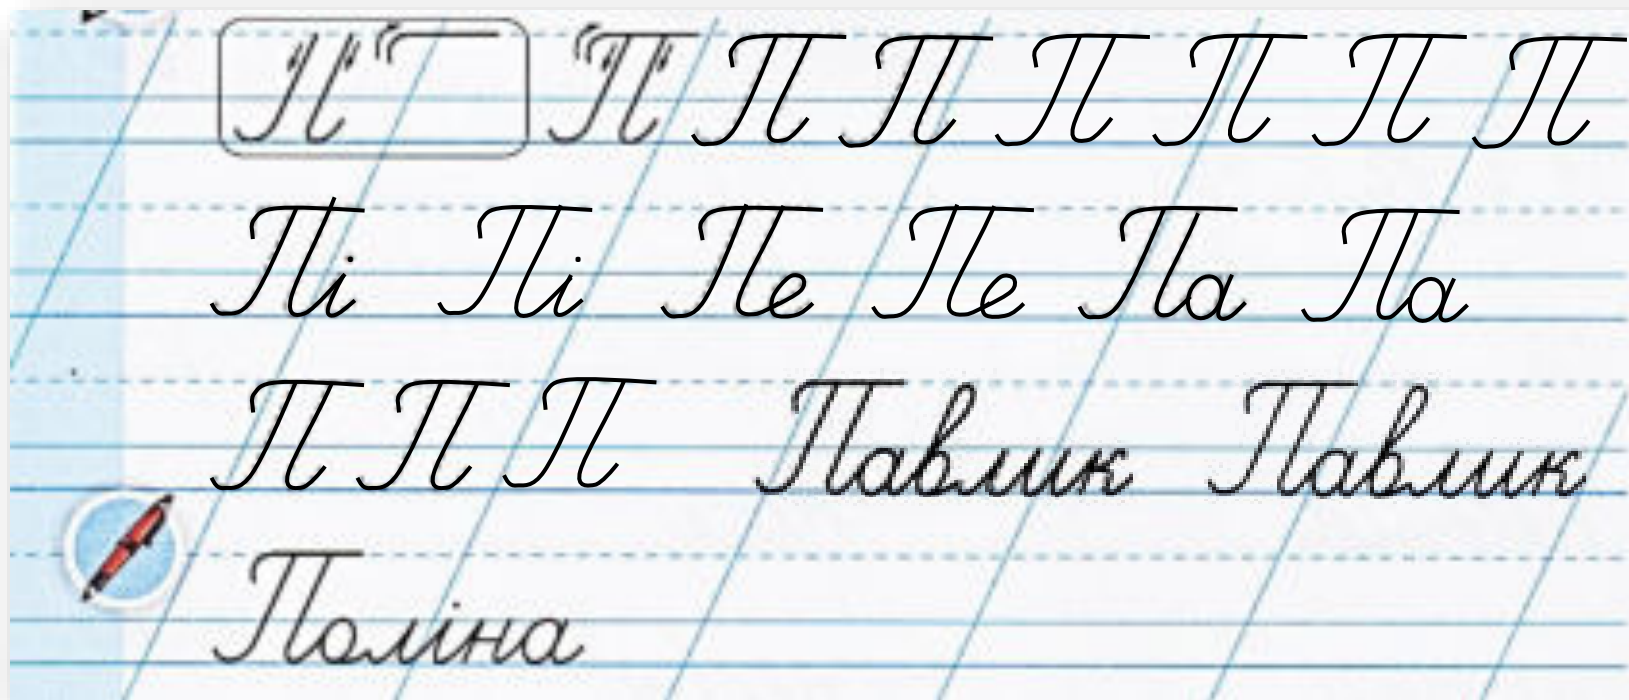 П П П П П П П
Пі Пі Пе Пе Па Па
П П П Павлик Павлик
Поліна